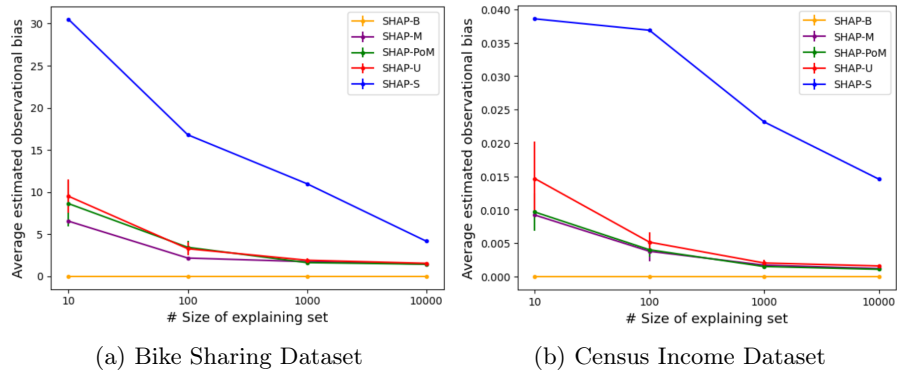 Average estimated observational bias
30
25
20
15
10
5
0
10
100
1000
10000
# Size of explaining set
SHAP-B
SHAP-M
SHAP-PoM
SHAP-U
SHAP-S
(a) Bike Sharing Dataset
Average estimated observational bias
0.040
0.035
0.030
0.025
0.020
0.015
0.010
0.005
0.000
10
100
1000
10000
# Size of explaining set
SHAP-B
SHAP-M
SHAP-PoM
SHAP-U
SHAP-S
(b) Census Income Dataset